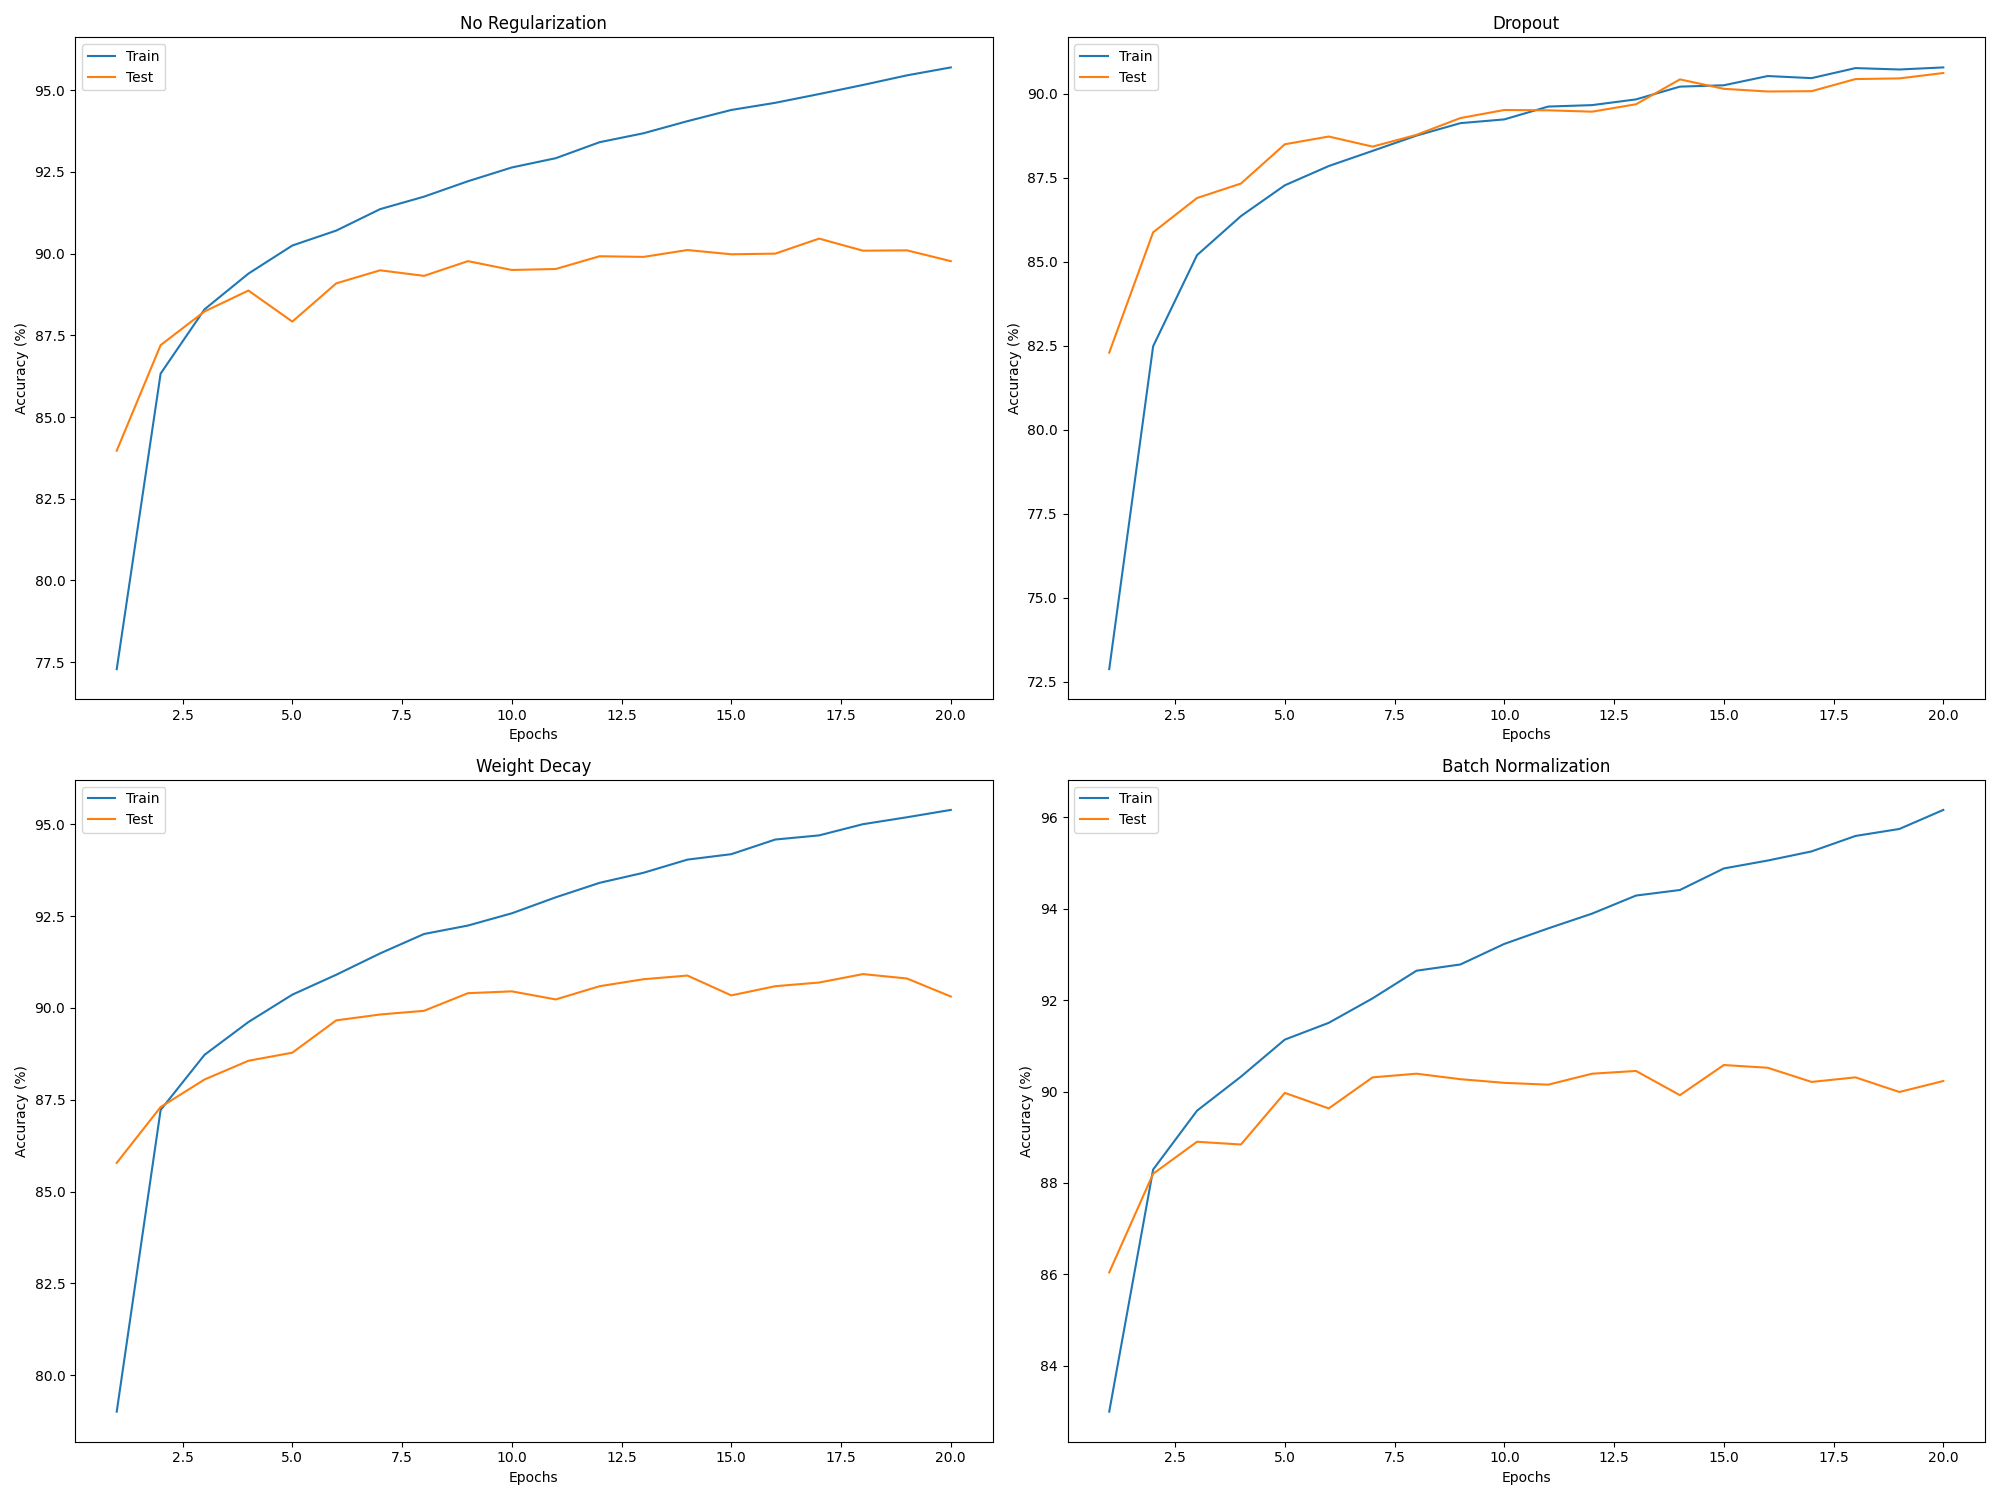 No Regularization
Train
Test
Accuracy (%)
95.0
92.5
90.0
87.5
85.0
82.5
80.0
77.5
2.5 5.0 7.5 10.0 12.5 15.0 17.5 20.0
Epochs
Dropout
Train
Test
Accuracy (%)
90.0
87.5
85.0
82.5
80.0
77.5
75.0
72.5
2.5 5.0 7.5 10.0 12.5 15.0 17.5 20.0
Epochs
Weight Decay
Train
Test
Accuracy (%)
95.0
92.5
90.0
87.5
85.0
82.5
80.0
2.5 5.0 7.5 10.0 12.5 15.0 17.5 20.0
Epochs
Batch Normalization
Train
Test
Accuracy (%)
96
94
92
90
88
86
84
2.5 5.0 7.5 10.0 12.5 15.0 17.5 20.0
Epochs